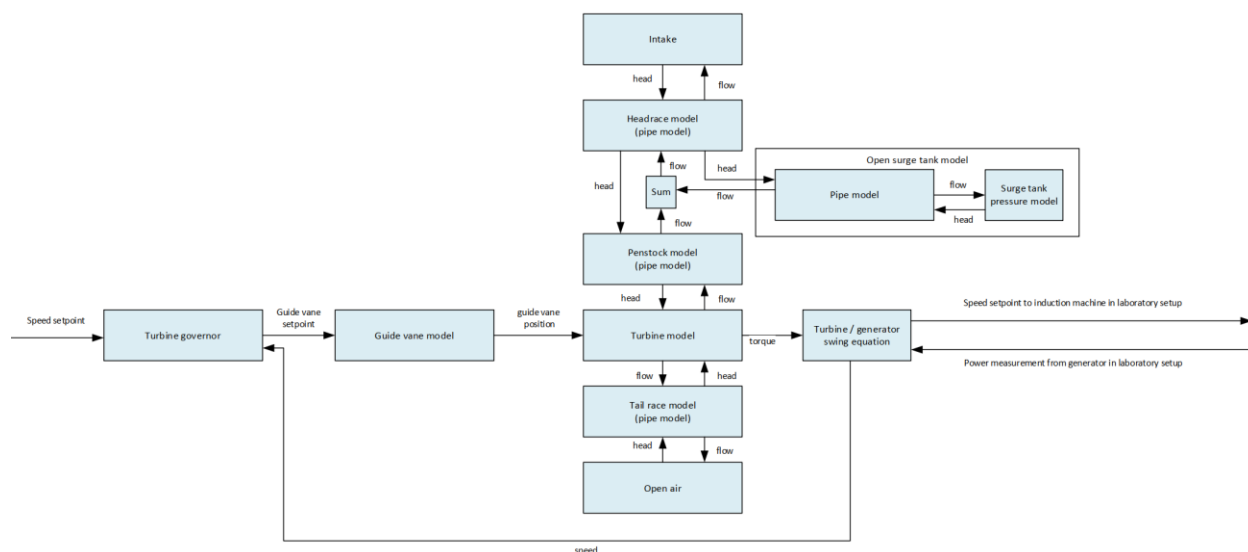 Intake
head
flow
Headrace model
(pipe model)
Open surge tank model
flow
head
head
Sum
flow
Pipe model
flow
Surge tank
pressure model
head
flow
Penstock model
(pipe model)
head
flow
Speed setpoint
Guide vane
setpoint
guide vane
position
Speed setpoint to induction machine in laboratory setup
Turbine governor
Guide vane model
Turbine model
torque
Turbine / generator
swing equation
Power measurement from generator in laboratory setup
flow
head
Tail race model
(pipe model)
head
flow
Open air
speed